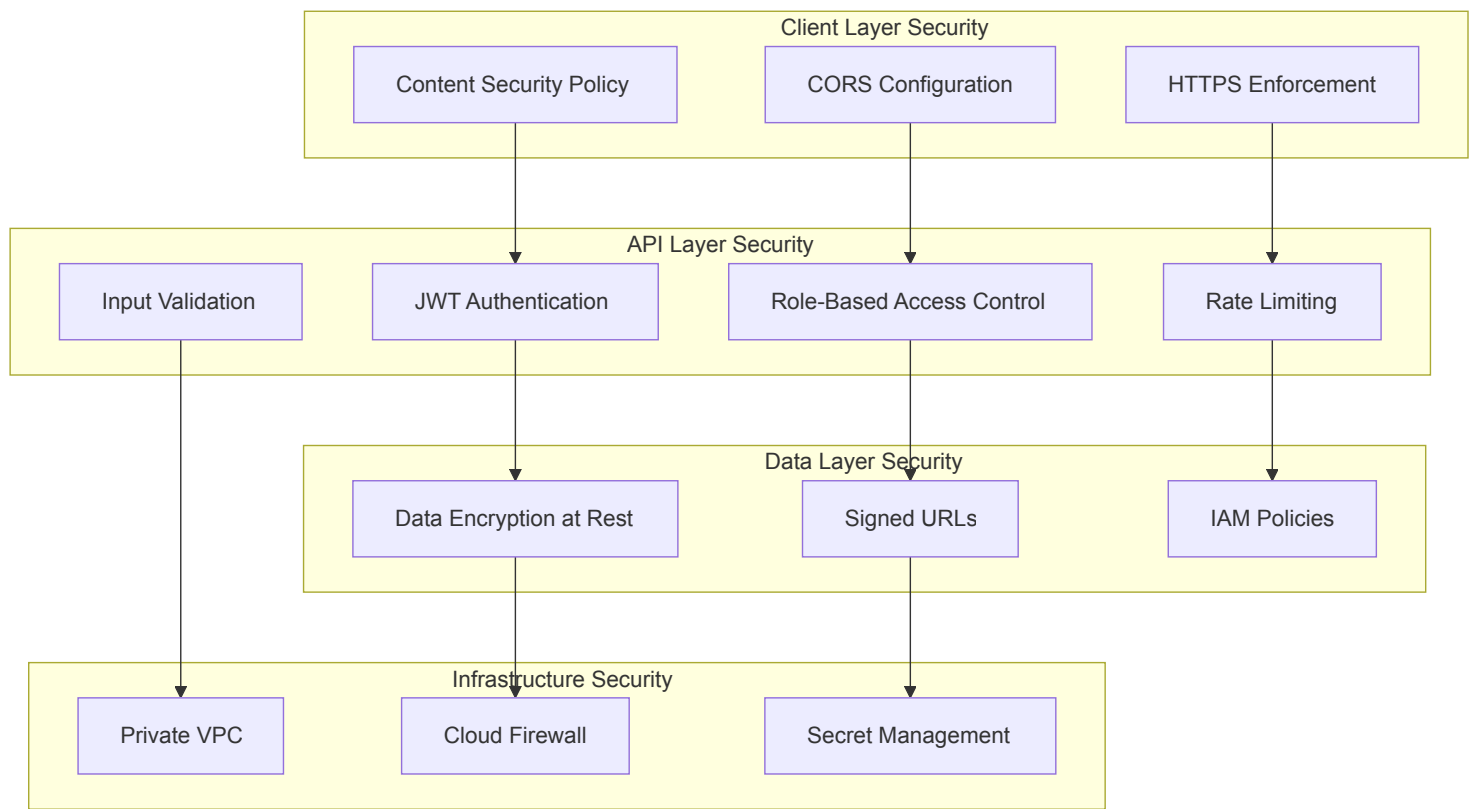 Client Layer Security
Content Security Policy
CORS Configuration
HTTPS Enforcement
API Layer Security
Input Validation
JWT Authentication
Role-Based Access Control
Rate Limiting
Data Layer Security
Data Encryption at Rest
Signed URLs
IAM Policies
Infrastructure Security
Private VPC
Cloud Firewall
Secret Management